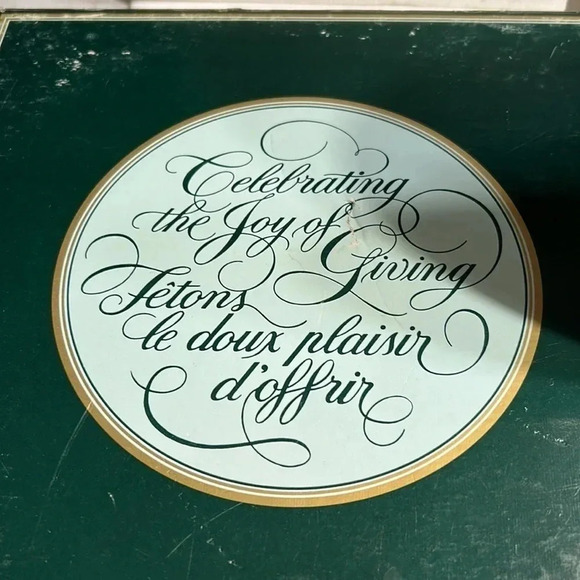 Celebrating
the Joy of
Giving
Fêtons
le doux plaisir
d'offrir